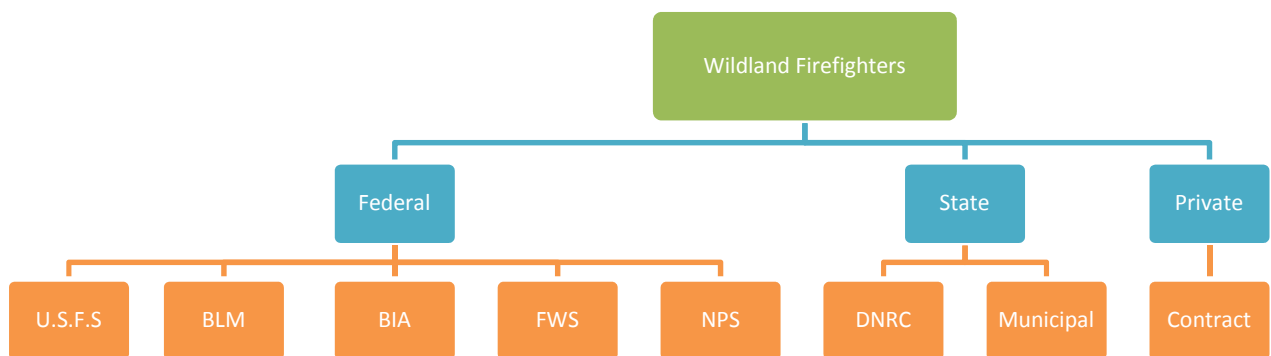 Wildland Firefighters
Federal
State
Private
U.S.F.S
BLM
BIA
FWS
NPS
DNRC
Municipal
Contract